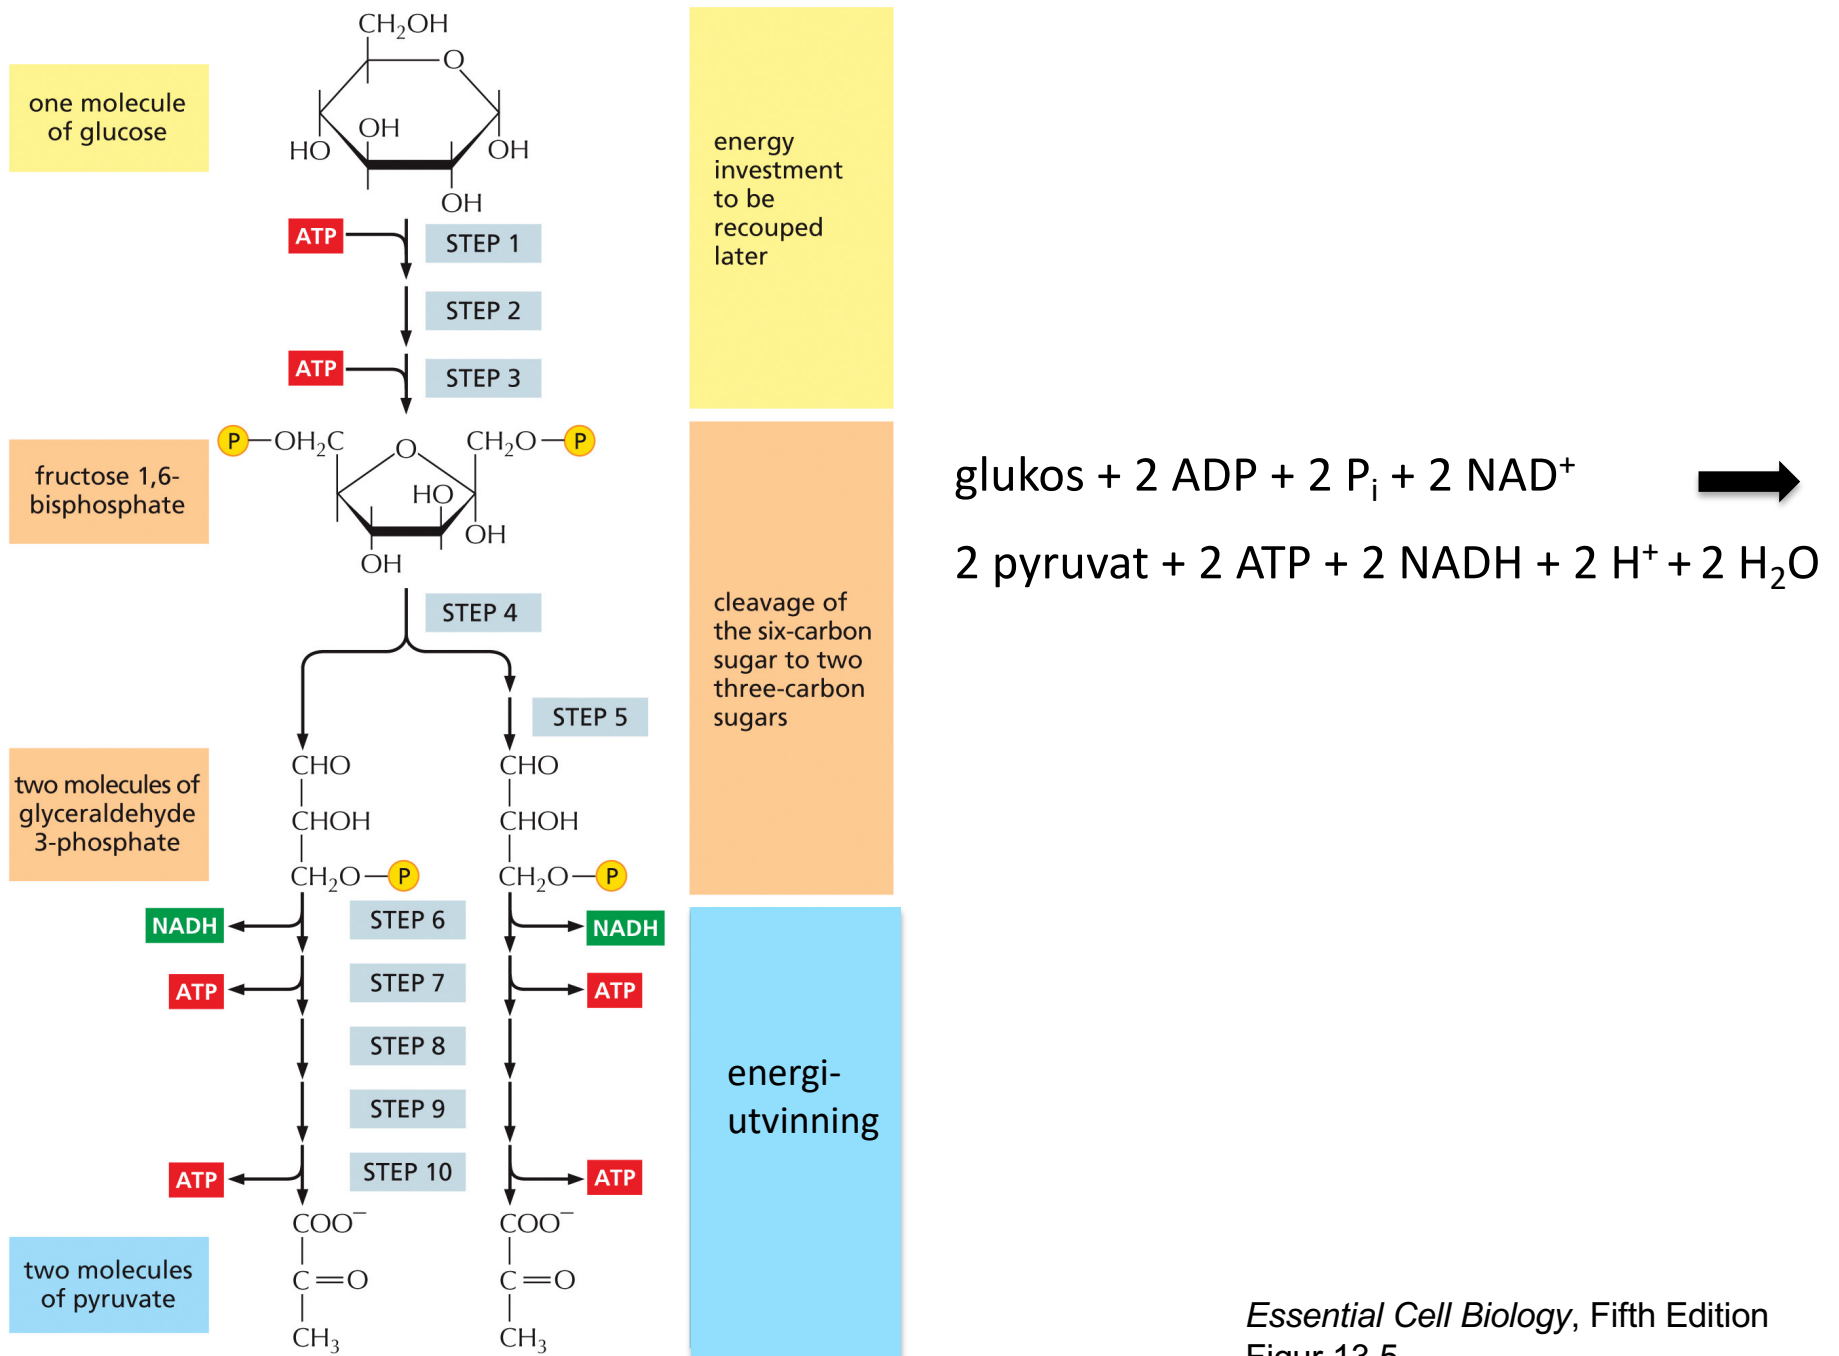 CH₂OH
O
one molecule
of glucose
OH
HO
OH
OH
energy
investment
to be
recouped
later
ATP
STEP 1
STEP 2
ATP
STEP 3
P
OH₂C
O
CH₂O
P
fructose 1,6-
bisphosphate
HO
OH
OH
STEP 4
cleavage of
the six-carbon
sugar to two
three-carbon
sugars
STEP 5
two molecules of
glyceraldehyde
3-phosphate
CHO
CHO
CHOH
CHOH
CH₂O
P
CH₂O
P
NADH
STEP 6
NADH
ATP
STEP 7
ATP
STEP 8
STEP 9
ATP
STEP 10
ATP
energi-
utvinning
COO⁻
COO⁻
two molecules
of pyruvate
C=O
C=O
CH₃
CH₃
glukos + 2 ADP + 2 Pᵢ + 2 NAD⁺
2 pyruvat + 2 ATP + 2 NADH + 2 H⁺ + 2 H₂O
Essential Cell Biology, Fifth Edition
Figur 13.5